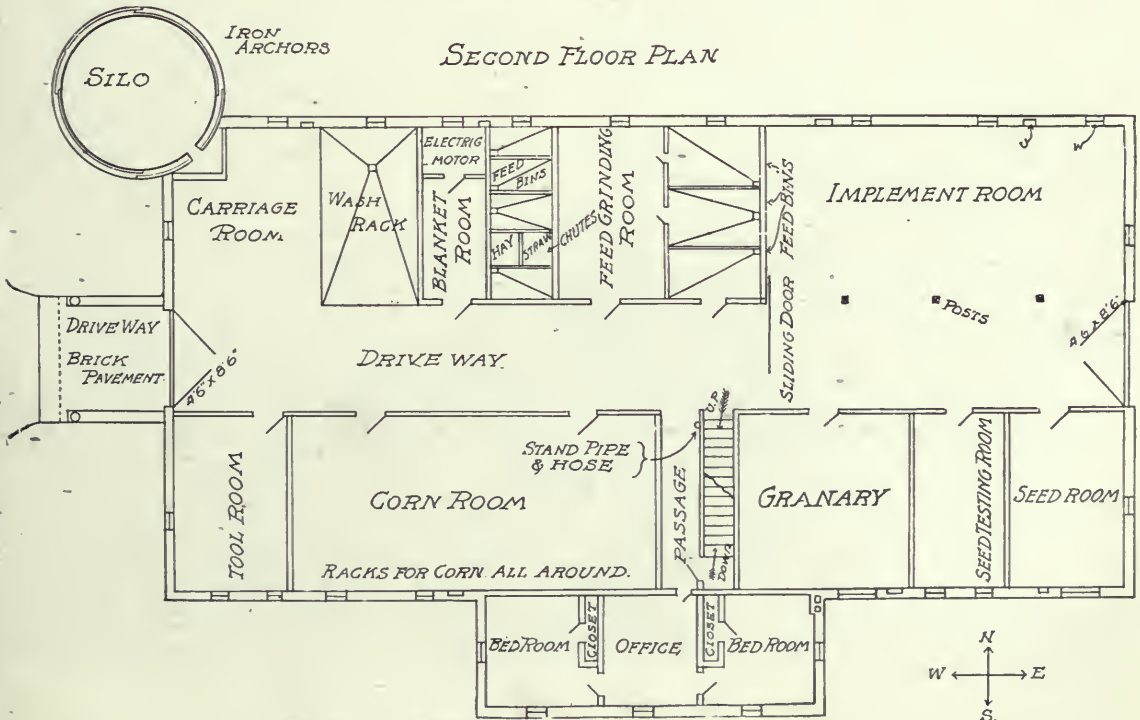 IRON
ARCHORS
SECOND FLOOR PLAN
SILO
ELECTRIC
MOTOR
FEED
BINS
CARRIAGE
ROOM
WASH
RACK
BLANKET
ROOM
HAY
STRAW
CHUTES
FEED GRINDING
ROOM
FEED BINS
IMPLEMENT ROOM
W
POSTS
4'6" x 8'6"
DRIVE WAY
BRICK
PAVEMENT
4'6" x 8'6"
DRIVE WAY.
SLIDING DOOR
UP
STAND PIPE
& HOSE
TOOL ROOM
CORN ROOM
RACKS FOR CORN ALL AROUND.
PASSAGE
DOWN
GRANARY
SEED TESTING ROOM
SEED ROOM
BED ROOM
CLOSET
OFFICE
CLOSET
BED ROOM
N
W E
S.